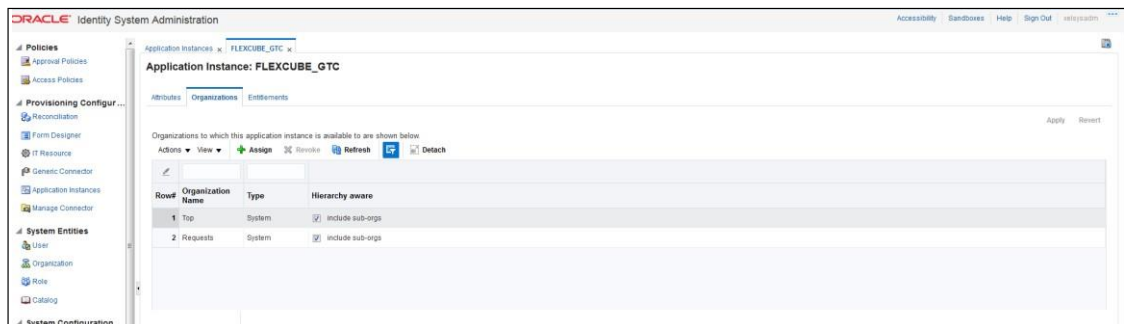 ORACLE Identity System Administration
Accessibility Sandboxes Help Sign Out xelsysadm
Policies
Approval Policies
Access Policies
Provisioning Configur...
Reconciliation
Form Designer
IT Resource
Generic Connector
Application Instances
Manage Connector
System Entities
User
Organization
Role
Catalog
System Configuration
Application Instances x FLEXCUBE_GTC x
Application Instance: FLEXCUBE_GTC
Attributes Organizations Entitlements
Apply Revert
Organizations to which this application instance is available to are shown below
Actions View Assign Revoke Refresh Detach
Row# Organization Name Type Hierarchy aware
1 Top System include sub-orgs
2 Requests System include sub-orgs